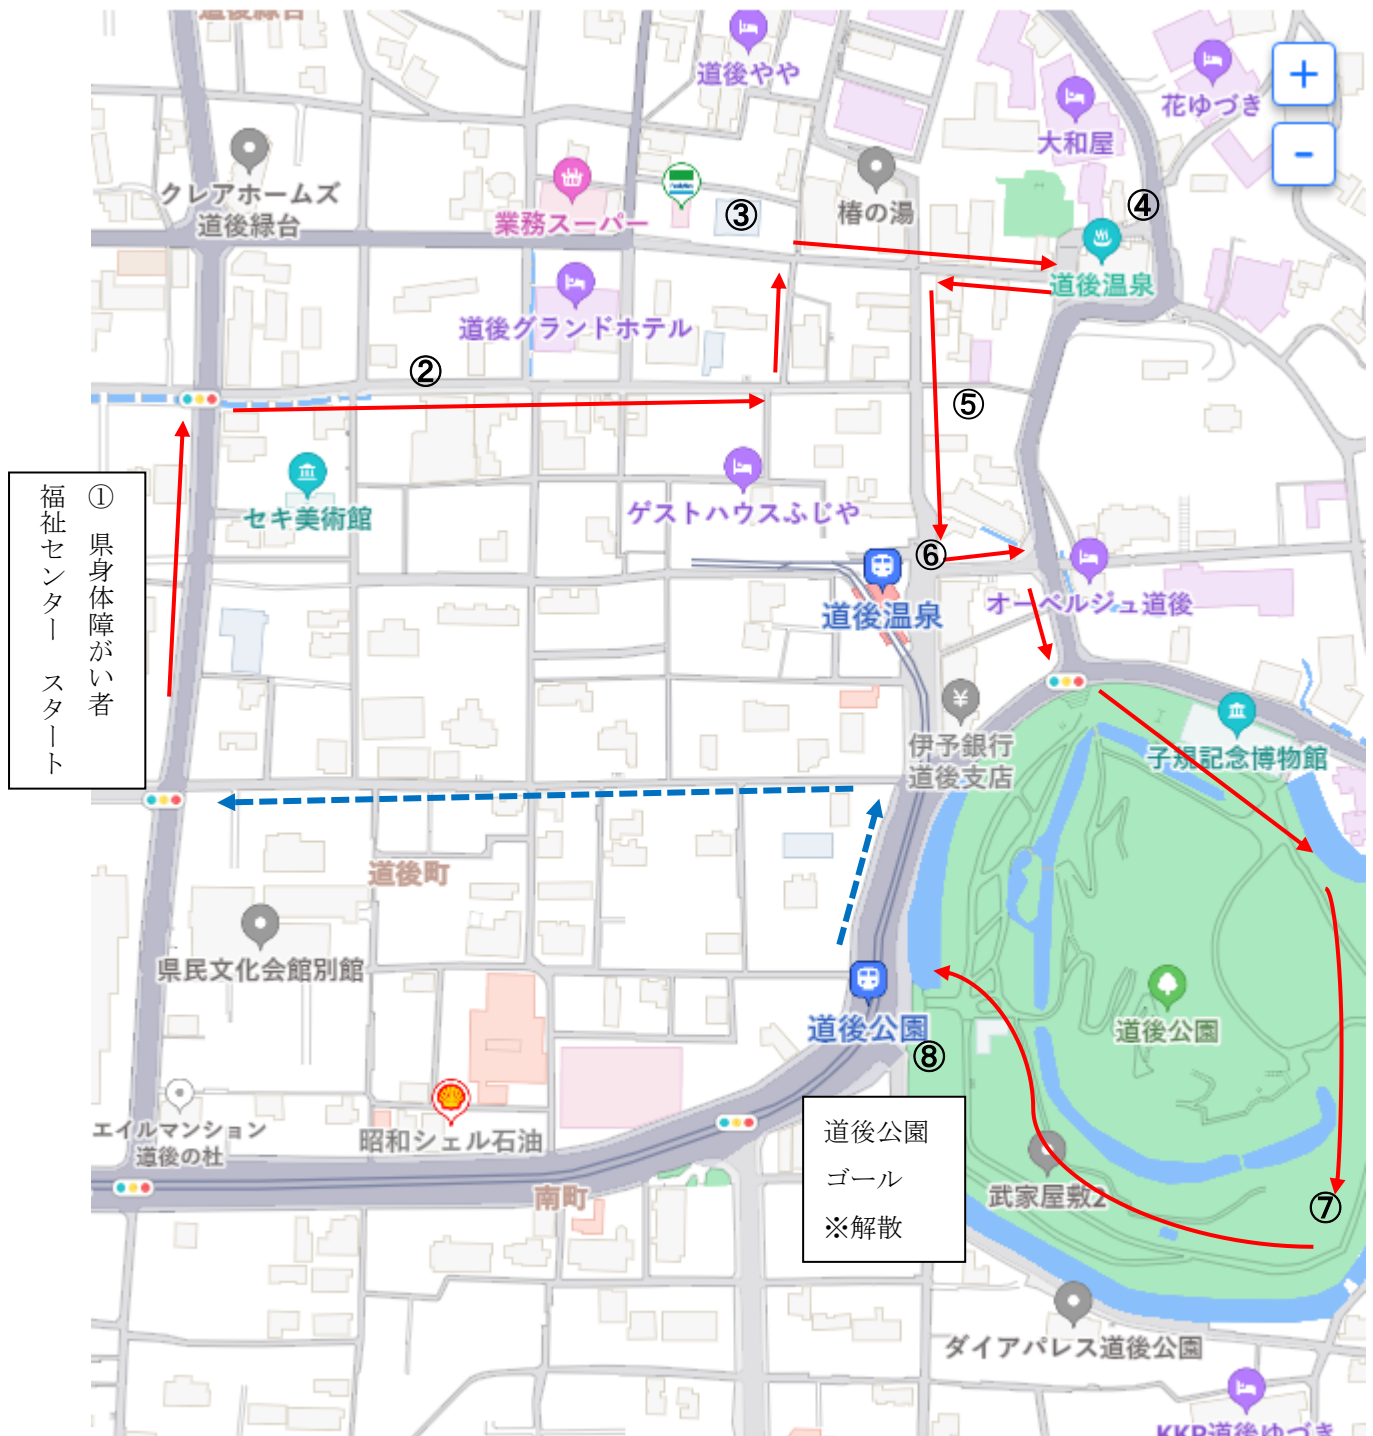 道後緑台
道後やや
花ゆづき
大和屋
+
-
クレアホームズ
道後緑台
業務スーパー
③
椿の湯
④
道後温泉
道後グランドホテル
②
⑤
セキ美術館
ゲストハウスふじや
① 県身体障がい者
福祉センター スタート
⑥
道後温泉
オーベルジュ道後
¥
伊予銀行
道後支店
子規記念博物館
道後町
県民文化会館別館
道後公園
道後公園
⑧
エイルマンション
道後の杜
昭和シェル石油
道後公園
ゴール
※解散
武家屋敷2
⑦
南町
ダイアパレス道後公園
KKR道後ゆづき